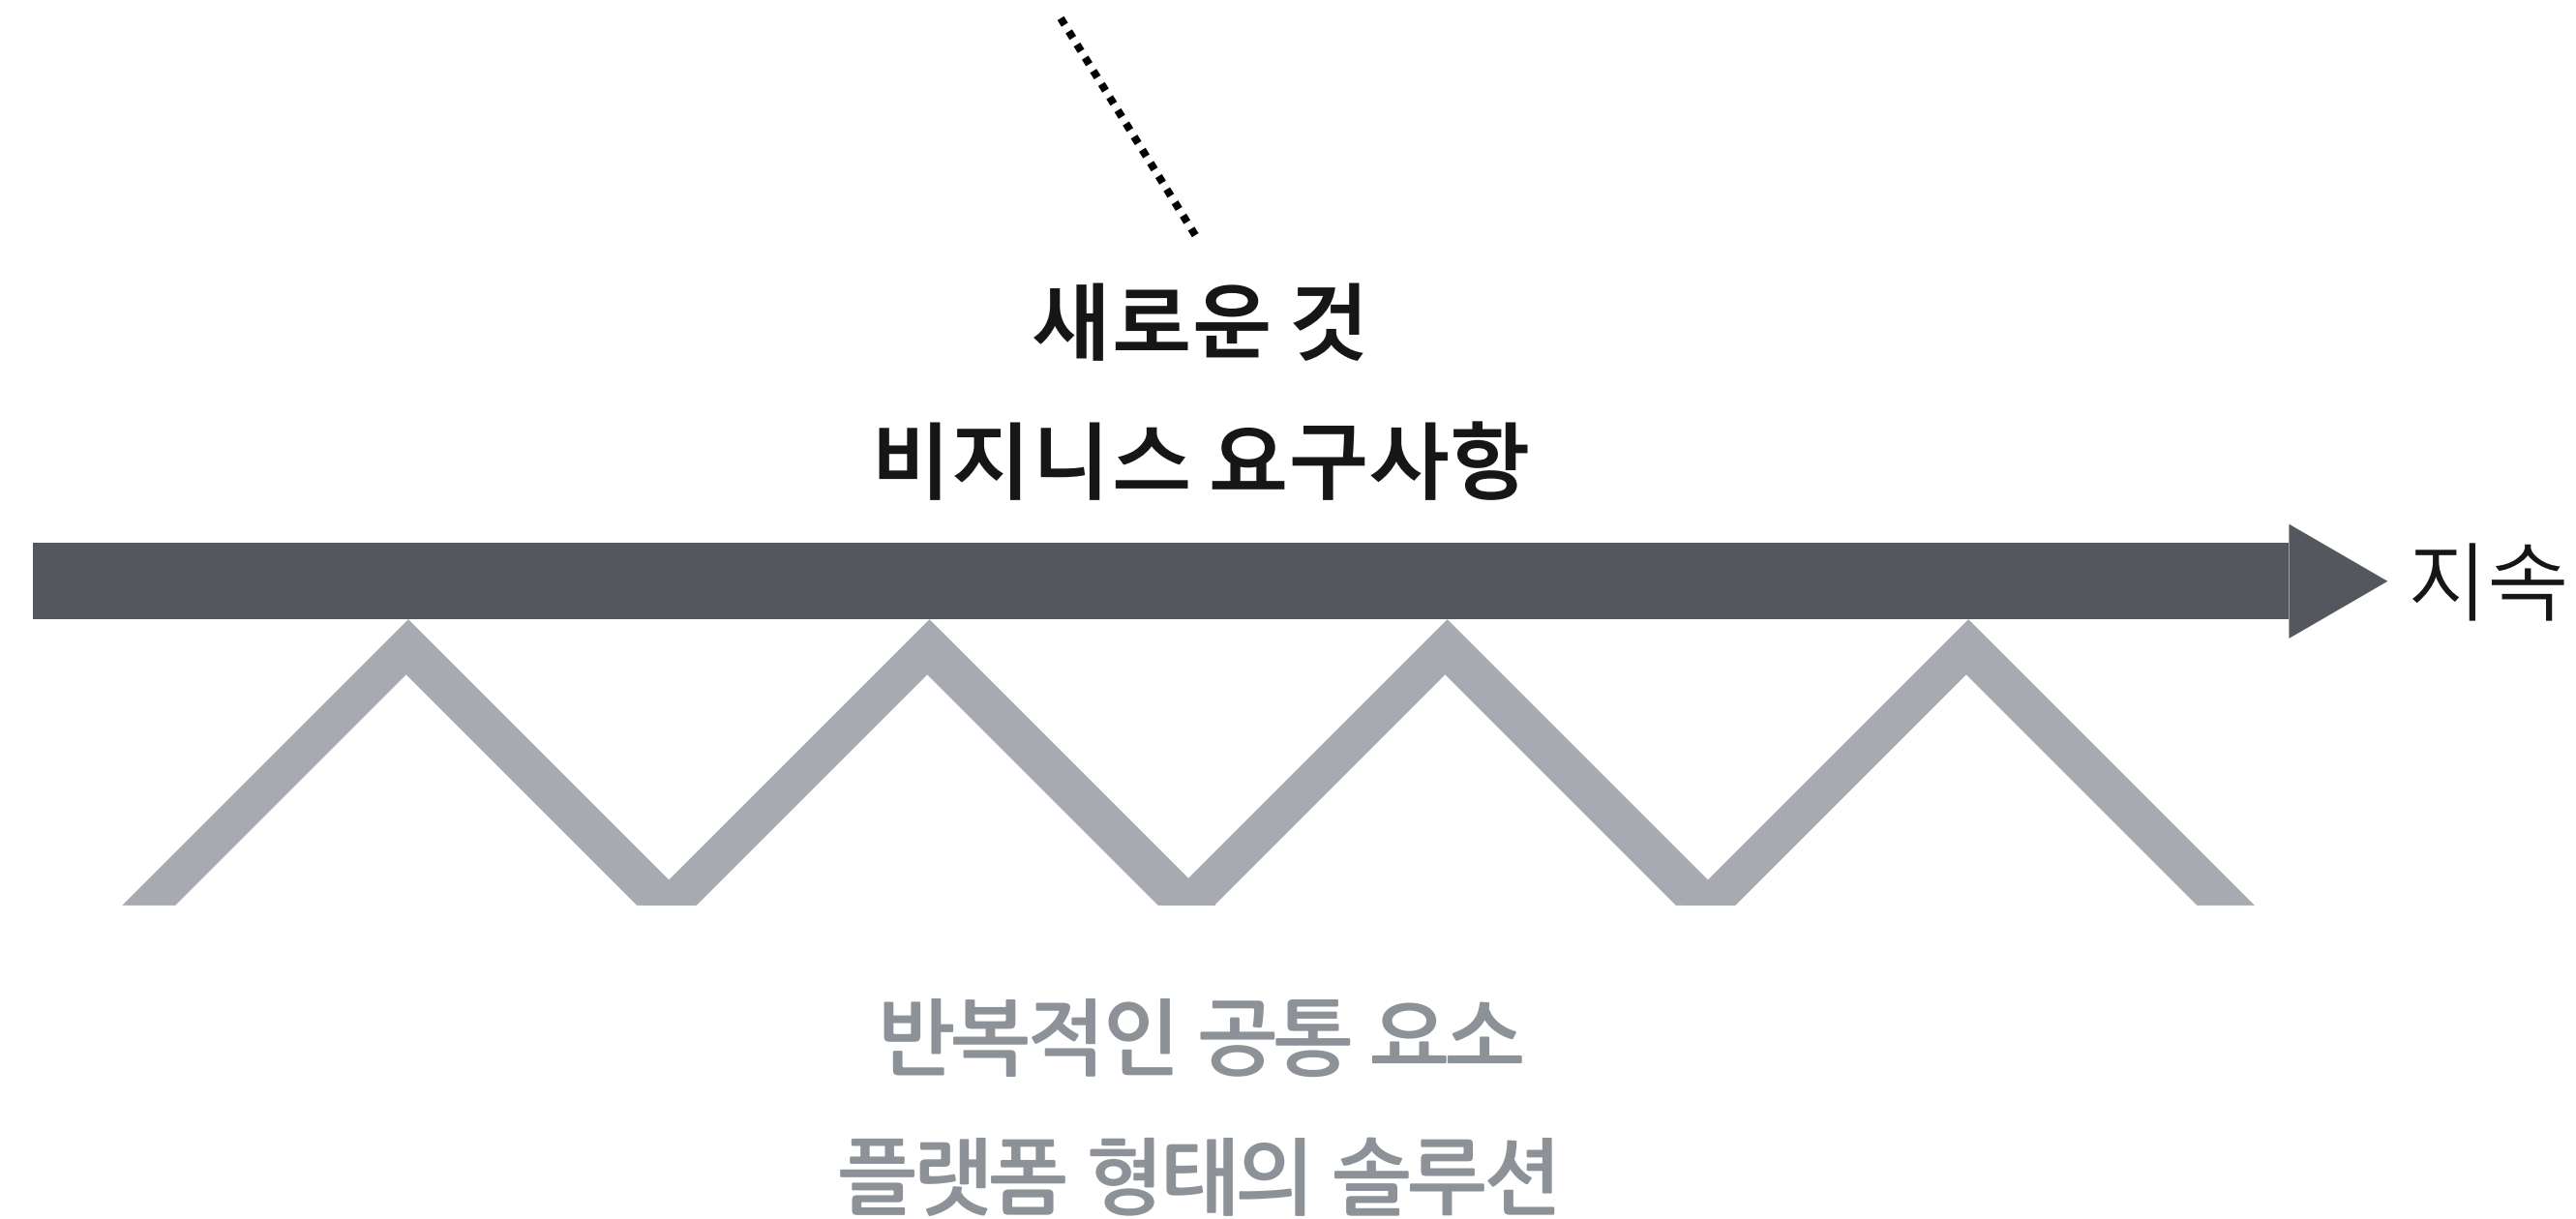 새로운 것
비지니스 요구사항
지속
반복적인 공통 요소
플랫폼 형태의 솔루션